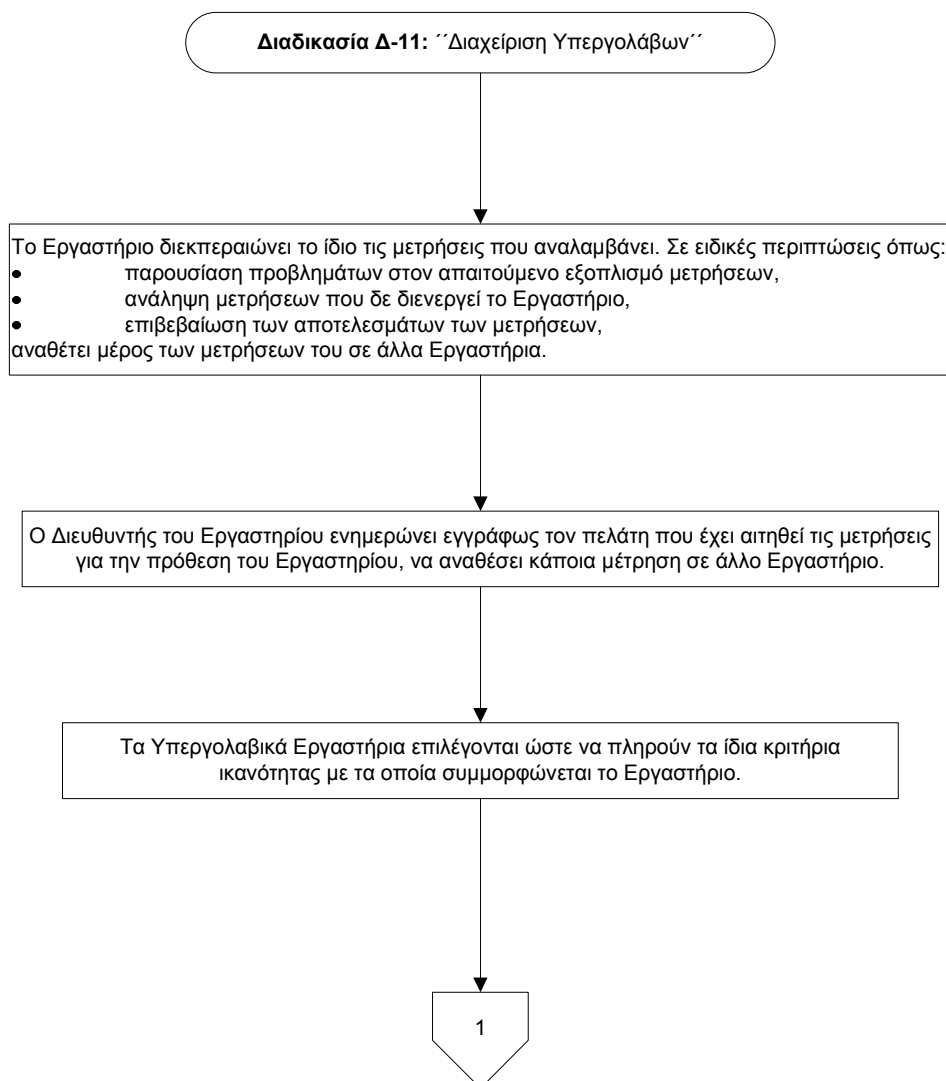 Διαδικασία Δ-11: ΄΄Διαχείριση Υπεργολάβων΄΄
Το Εργαστήριο διεκπεραιώνει το ίδιο τις μετρήσεις που αναλαμβάνει. Σε ειδικές περιπτώσεις όπως:
• παρουσίαση προβλημάτων στον απαιτούμενο εξοπλισμό μετρήσεων,
• ανάληψη μετρήσεων που δε διενεργεί το Εργαστήριο,
• επιβεβαίωση των αποτελεσμάτων των μετρήσεων,
αναθέτει μέρος των μετρήσεων του σε άλλα Εργαστήρια.
Ο Διευθυντής του Εργαστηρίου ενημερώνει εγγράφως τον πελάτη που έχει αιτηθεί τις μετρήσεις
για την πρόθεση του Εργαστηρίου, να αναθέσει κάποια μέτρηση σε άλλο Εργαστήριο.
Τα Υπεργολαβικά Εργαστήρια επιλέγονται ώστε να πληρούν τα ίδια κριτήρια
ικανότητας με τα οποία συμμορφώνεται το Εργαστήριο.
1